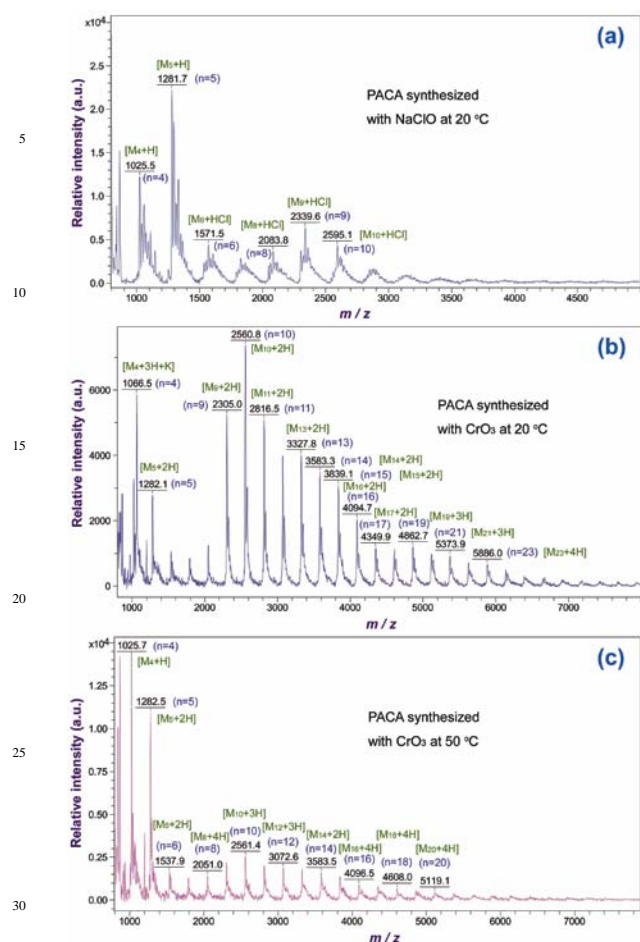 ×10⁴
(a)
[M₅+H]
1281.7 (n=5)
2.5
PACA synthesized
with NaClO at 20 °C
2.0
5
1.5
[M₄+H]
1025.5
(n=4)
1.0
[M₉+HCl]
2339.6 (n=9)
[M₆+HCl]
1571.5
(n=6)
[M₈+HCl]
2083.8
(n=8)
[M₁₀+HCl]
2595.1
(n=10)
0.5
10
0.0
1000 1500 2000 2500 3000 3500 4000 4500
Relative intensity (a.u.)
m / z
(b)
2560.8 (n=10)
[M₁₀+2H]
[M₄+3H+K]
1066.5 (n=4)
[M₉+2H]
(n=9) 2305.0
[M₁₁+2H]
2816.5 (n=11)
PACA synthesized
with CrO₃ at 20 °C
6000
15
[M₁₃+2H]
3327.8 (n=13)
3583.3 (n=14) [M₁₄+2H]
3839.1 (n=15) [M₁₅+2H]
[M₁₆+2H]
(n=16)
4094.7
4000
[M₅+2H]
1282.1 (n=5)
[M₁₇+2H]
(n=17)
4349.9
[M₁₉+3H]
(n=19)
4862.7
(n=21)
5373.9
[M₂₁+3H]
5886.0 (n=23) [M₂₃+4H]
2000
0
20
1000 2000 3000 4000 5000 6000 7000
Relative intensity (a.u.)
m / z
(c)
×10⁴
1025.7 (n=4)
[M₄+H]
1.25
1282.5 (n=5)
[M₅+2H]
PACA synthesized
with CrO₃ at 50 °C
1.0
25
0.75
0.5
[M₆+2H]
(n=6)
1537.9
[M₈+4H]
(n=8)
2051.0
[M₁₀+3H]
(n=10)
2561.4
[M₁₂+3H]
(n=12)
3072.6
[M₁₄+2H]
(n=14)
3583.5
[M₁₆+4H]
(n=16)
4096.5
[M₁₈+4H]
(n=18)
4608.0
[M₂₀+4H]
(n=20)
5119.1
0.25
0.00
30
1000 2000 3000 4000 5000 6000 7000
Relative intensity (a.u.)
m / z